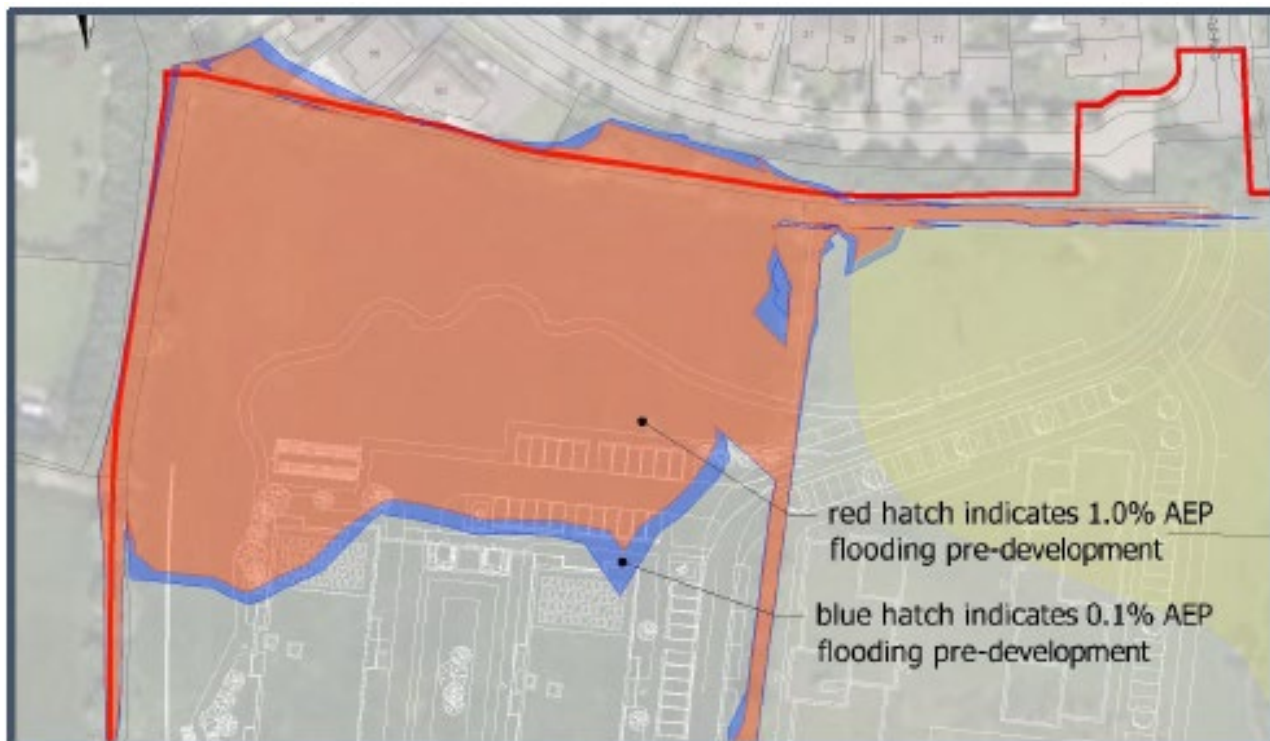 red hatch indicates 1.0% AEP
flooding pre-development
blue hatch indicates 0.1% AEP
flooding pre-development